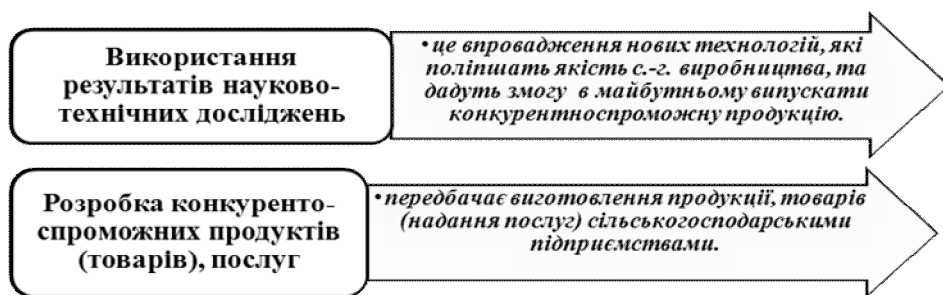 Використання
результатів науково-
технічних досліджень
•це впровадження нових технологій, які
поліпшать якість с.-г. виробництва, та
дадуть змогу в майбутньому випускати
конкурентноспроможну продукцію.
Розробка конкуренто-
спроможних продуктів
(товарів), послуг
•передбачає виготовлення продукції, товарів
(надання послуг) сільськогосподарськими
підприємствами.